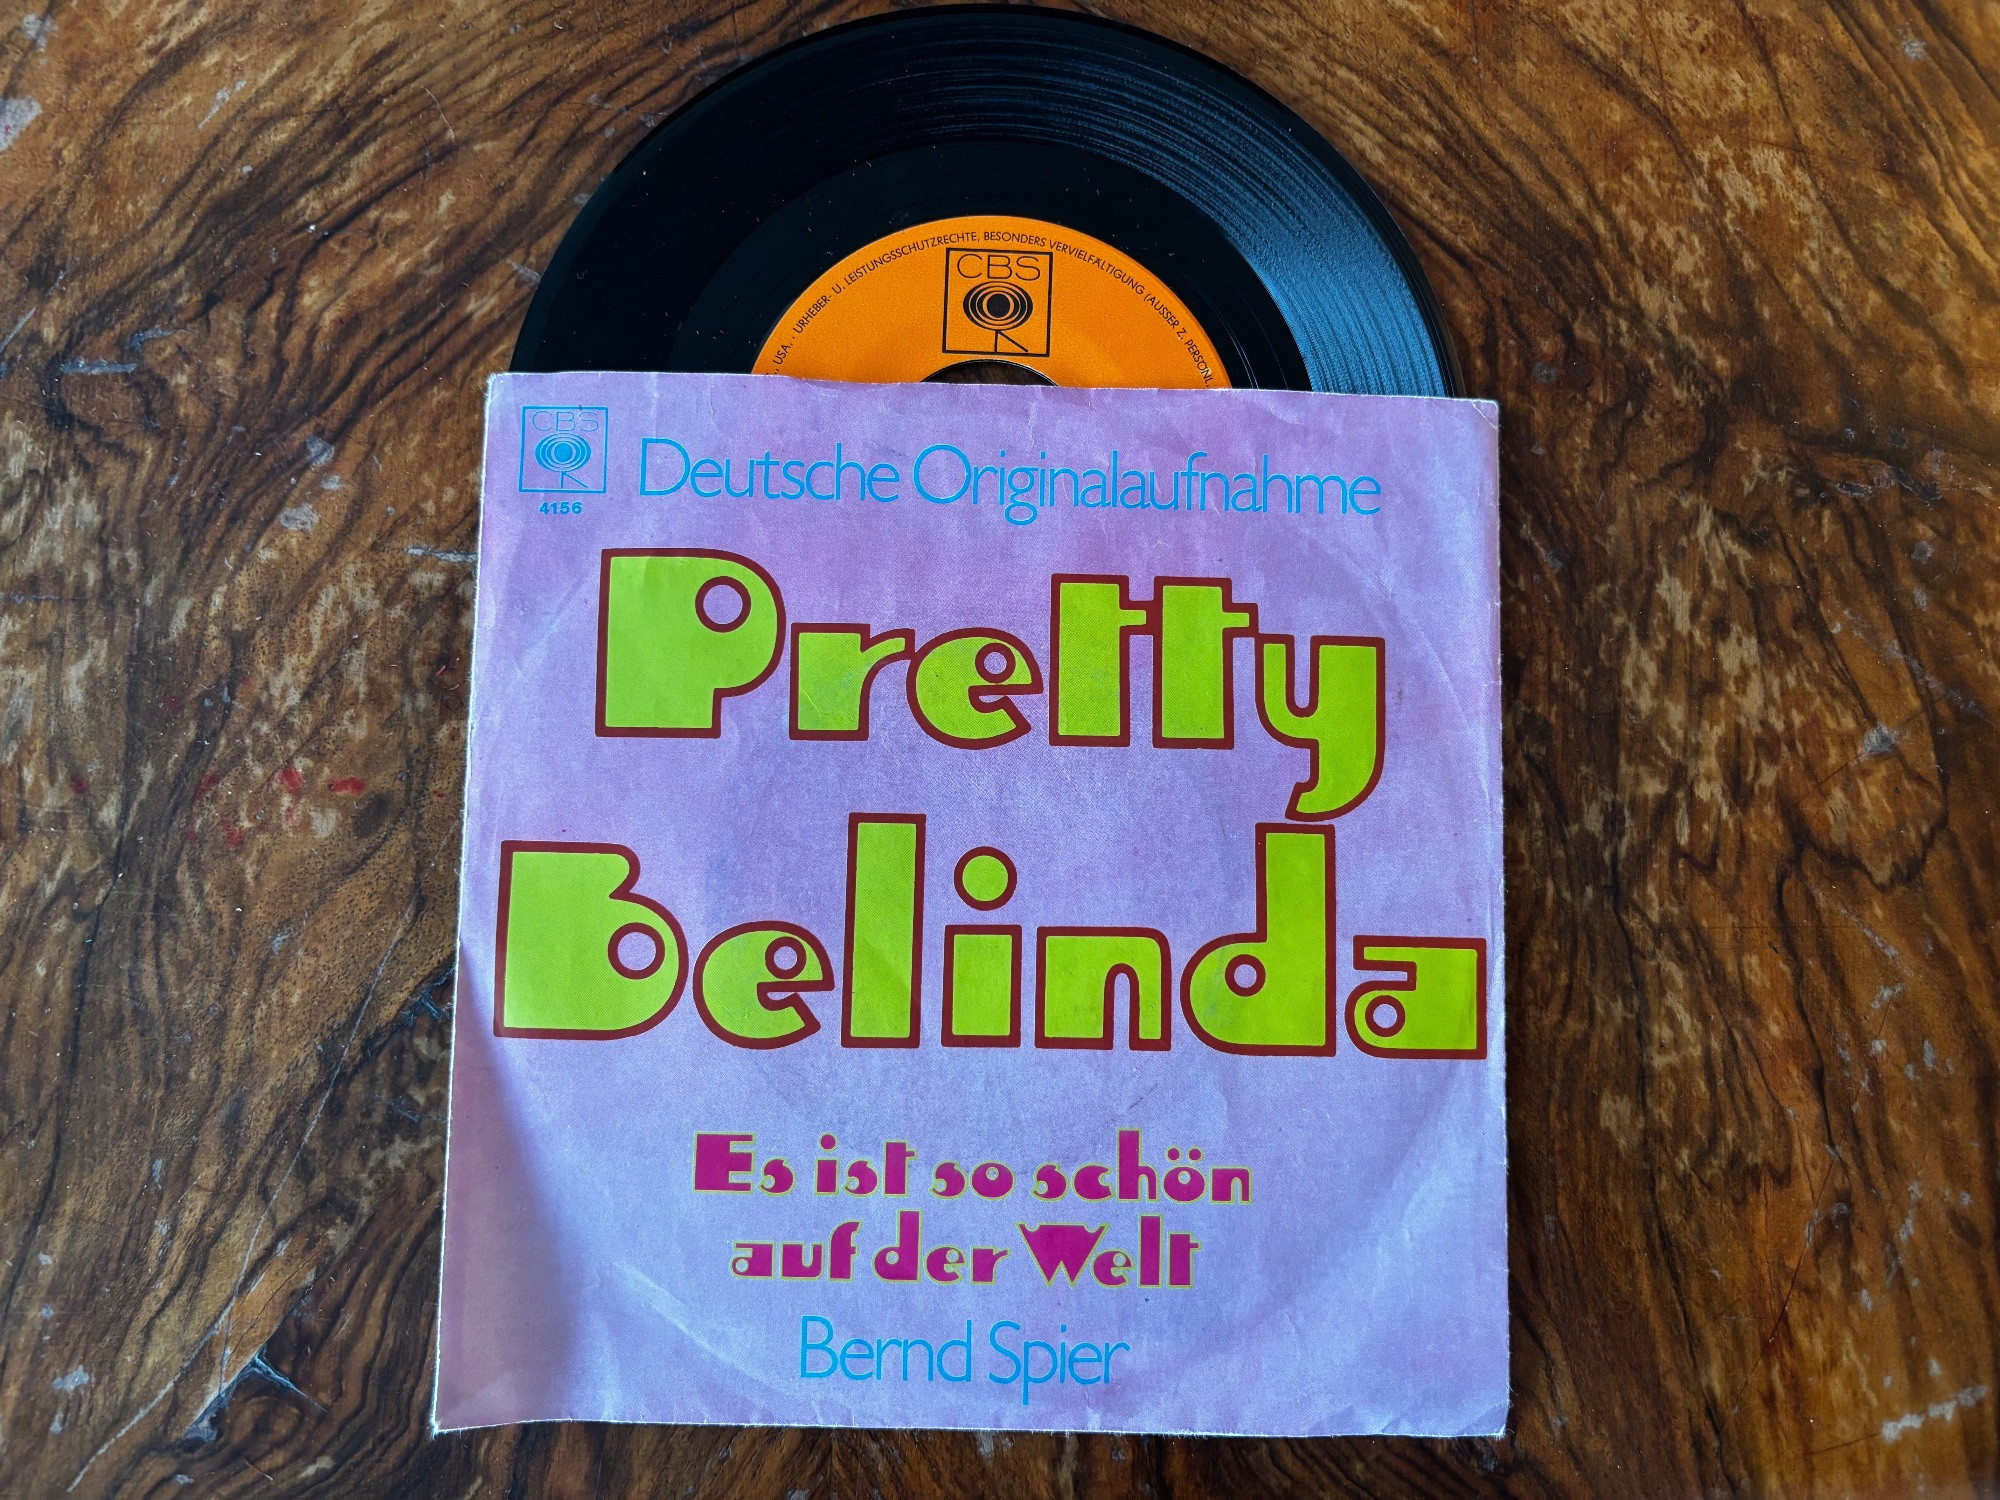 , USA, · URHEBER- U. LEISTUNGSSCHUTZRECHTE, BESONDERS VERVIELFÄLTIGUNG (AUSSER Z. PERSÖNL.
CBS
CBS
4156
Deutsche Originalaufnahme
Pretty
Belinda
Es ist so schön
auf der Welt
Bernd Spier